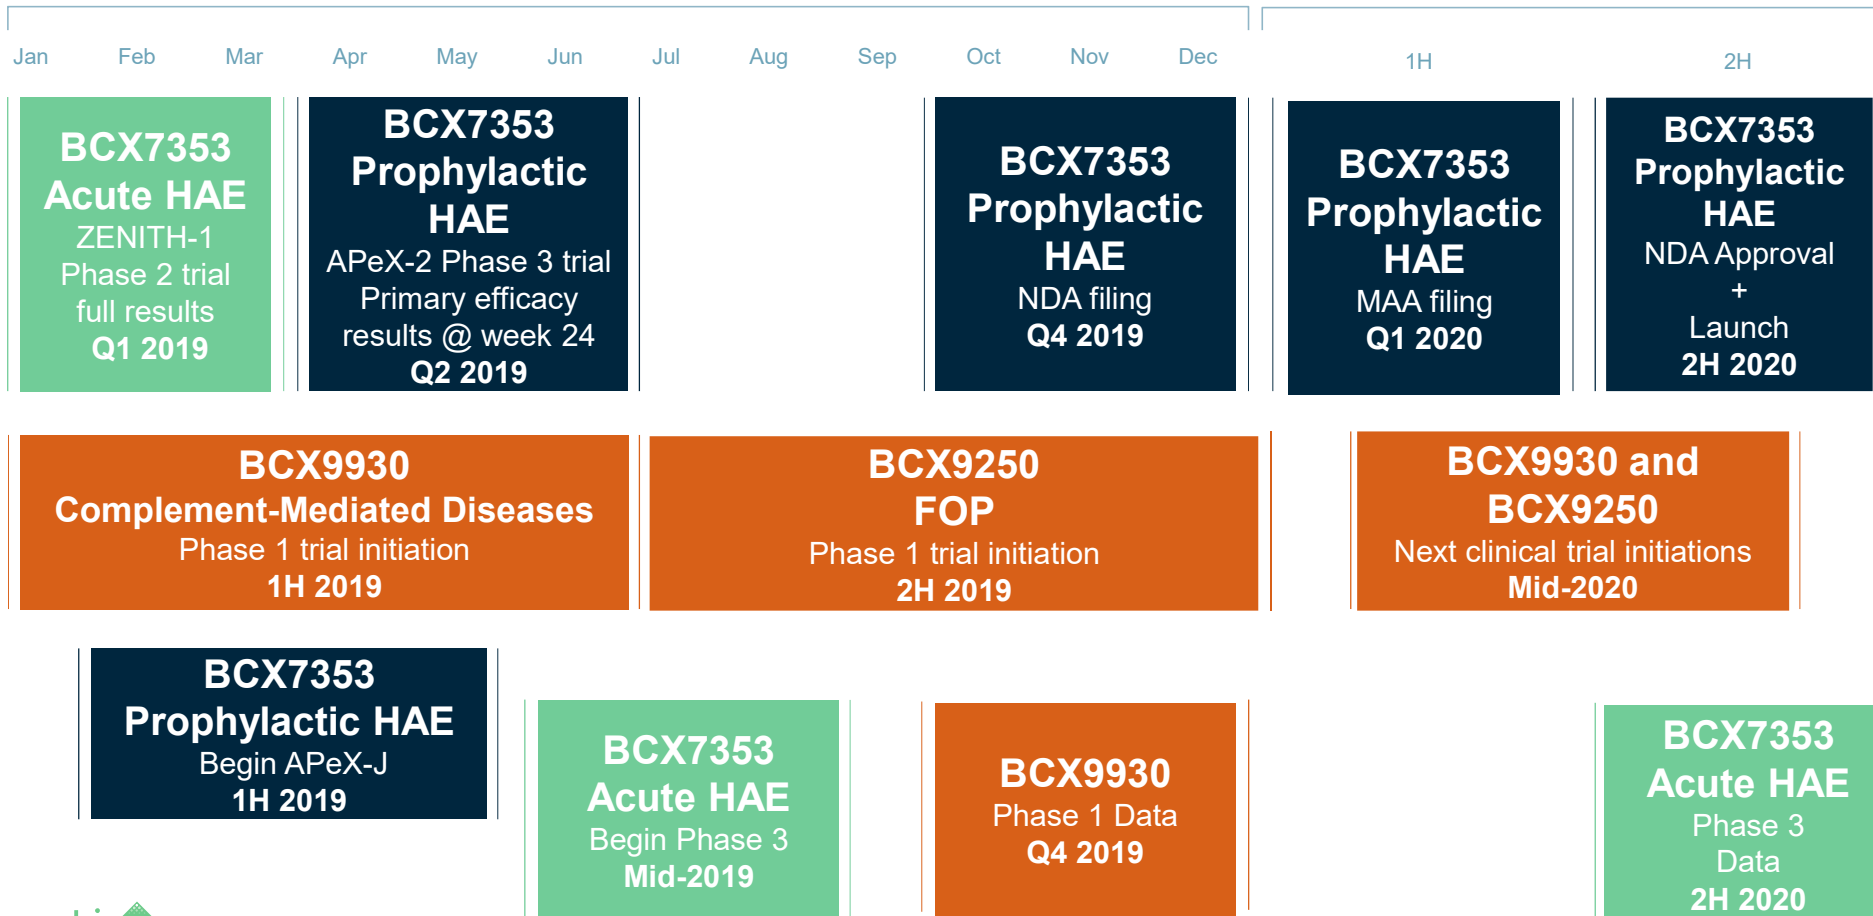 Jan Feb Mar Apr May Jun Jul Aug Sep Oct Nov Dec 1H 2H
BCX7353
Acute HAE
ZENITH-1
Phase 2 trial
full results
Q1 2019
BCX7353
Prophylactic
HAE
APeX-2 Phase 3 trial
Primary efficacy
results @ week 24
Q2 2019
BCX7353
Prophylactic
HAE
NDA filing
Q4 2019
BCX7353
Prophylactic
HAE
MAA filing
Q1 2020
BCX7353
Prophylactic
HAE
NDA Approval
+
Launch
2H 2020
BCX9930
Complement-Mediated Diseases
Phase 1 trial initiation
1H 2019
BCX9250
FOP
Phase 1 trial initiation
2H 2019
BCX9930 and
BCX9250
Next clinical trial initiations
Mid-2020
BCX7353
Prophylactic HAE
Begin APeX-J
1H 2019
BCX7353
Acute HAE
Begin Phase 3
Mid-2019
BCX9930
Phase 1 Data
Q4 2019
BCX7353
Acute HAE
Phase 3
Data
2H 2020